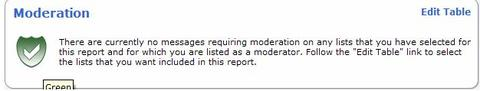 Moderation Edit Table
There are currently no messages requiring moderation on any lists that you have selected for
this report and for which you are listed as a moderator. Follow the "Edit Table" link to select
the lists that you want included in this report.
Green